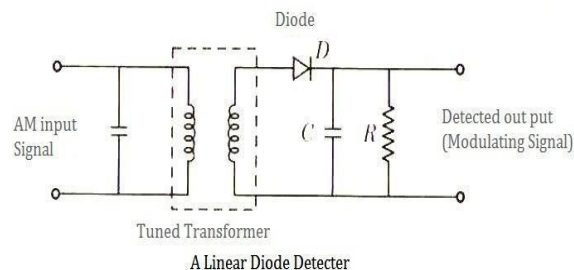 Diode
D
AM input
Signal
C
R
Detected out put
(Modulating Signal)
Tuned Transformer
A Linear Diode Detecter